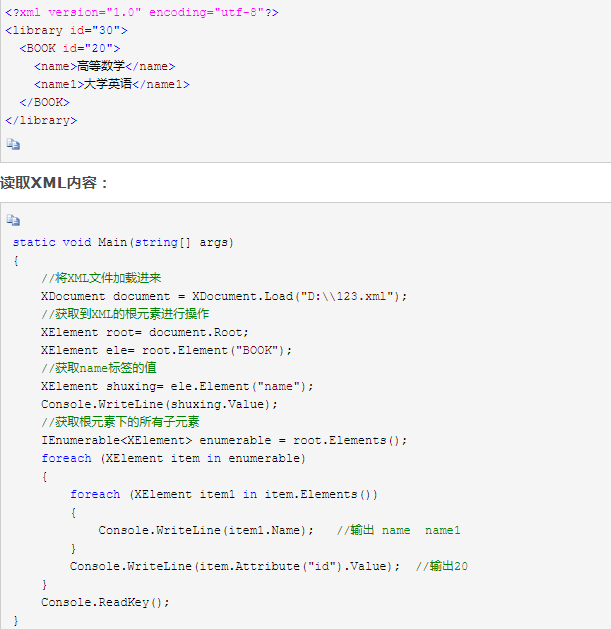 <?xml version="1.0" encoding="utf-8"?>
<library id="30">
  <BOOK id="20">
    <name>高等数学</name>
    <name1>大学英语</name1>
  </BOOK>
</library>
读取XML内容：
static void Main(string[] args)
{
    //将XML文件加载进来
    XDocument document = XDocument.Load("D:\\123.xml");
    //获取到XML的根元素进行操作
    XElement root= document.Root;
    XElement ele= root.Element("BOOK");
    //获取name标签的值
    XElement shuxing= ele.Element("name");
    Console.WriteLine(shuxing.Value);
    //获取根元素下的所有子元素
    IEnumerable<XElement> enumerable = root.Elements();
    foreach (XElement item in enumerable)
    {
        foreach (XElement item1 in item.Elements())
        {
            Console.WriteLine(item1.Name);   //输出 name  name1
        }
        Console.WriteLine(item.Attribute("id").Value);  //输出20
    }
    Console.ReadKey();
}